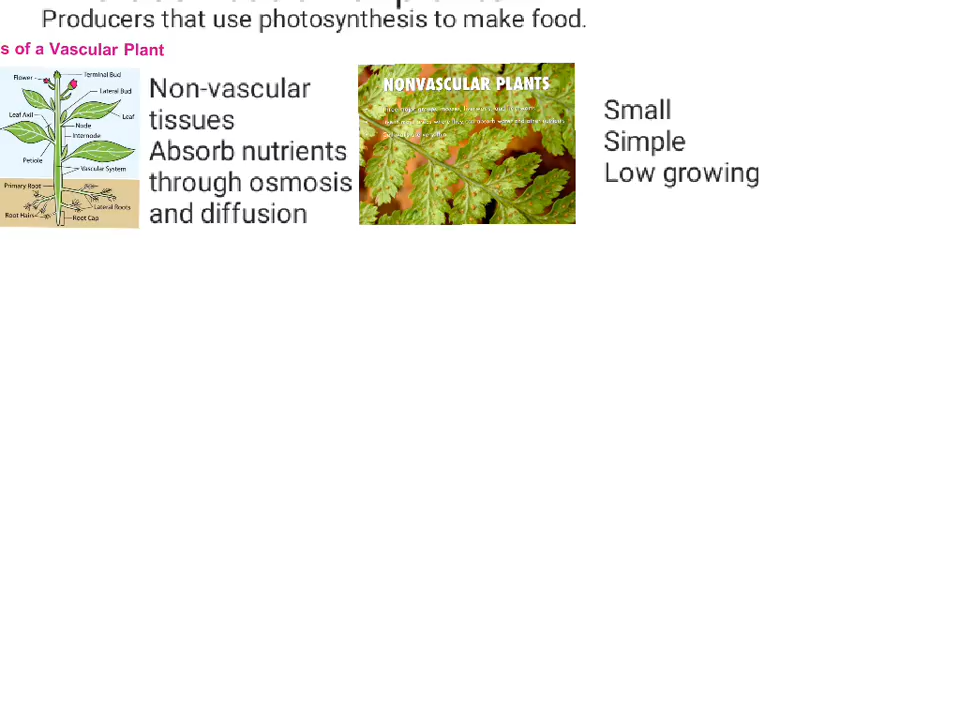 Producers that use photosynthesis to make food.
s of a Vascular Plant
Flower
Terminal Bud
Lateral Bud
Leaf Axil
Leaf
Node
Internode
Petiole
Vascular System
Primary Root
Lateral Roots
Root Hairs
Root Cap
Non-vascular
tissues
Absorb nutrients
through osmosis
and diffusion
NONVASCULAR PLANTS
Small
Simple
Low growing